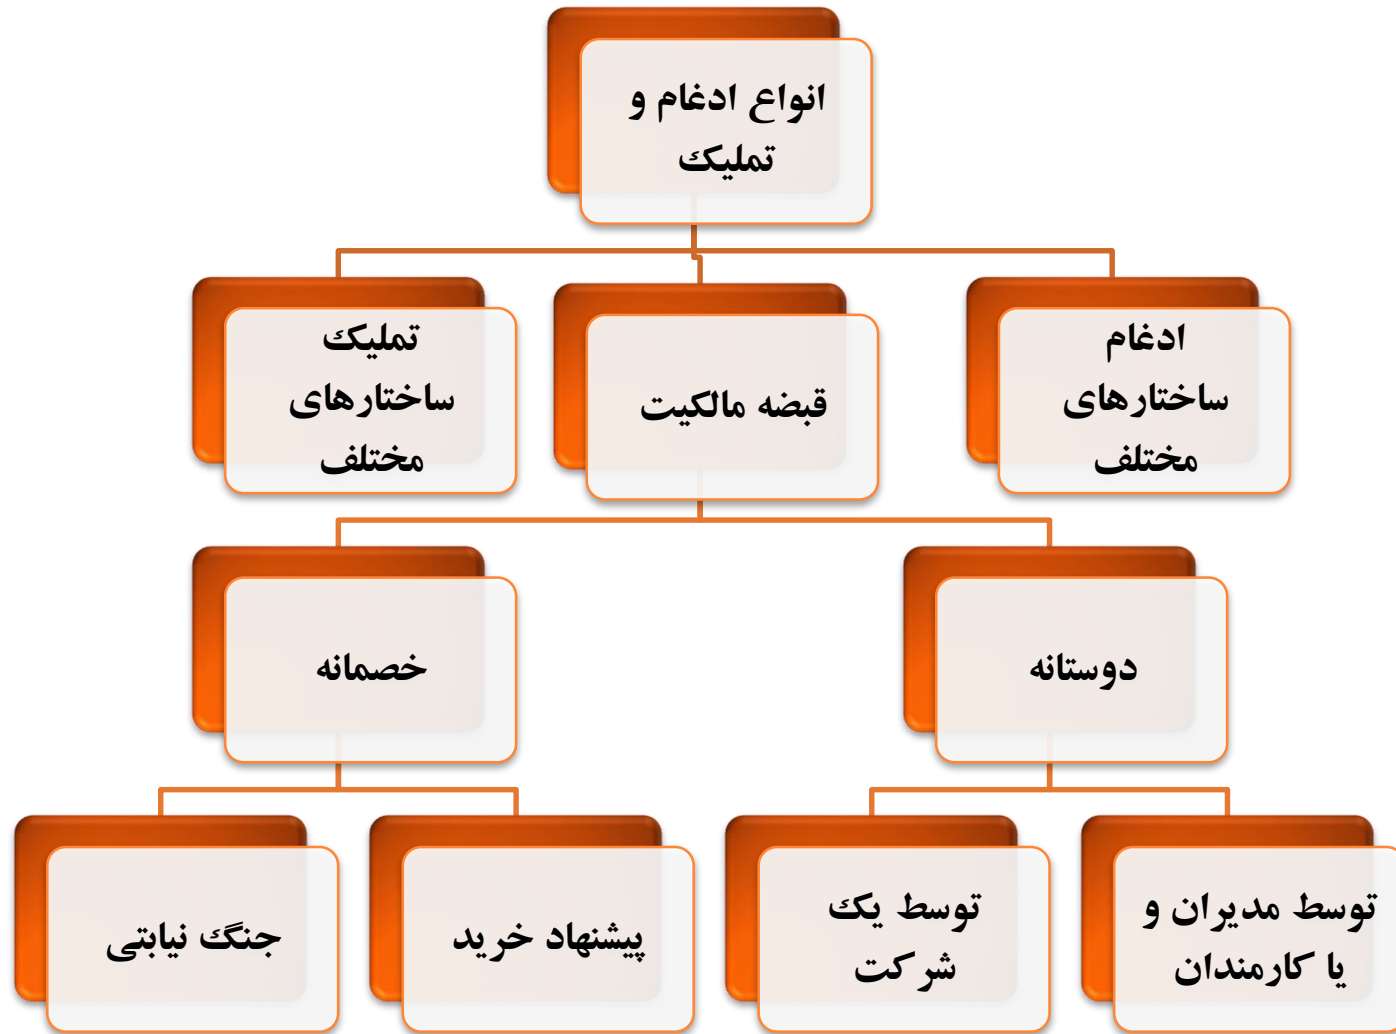 انواع ادغام و
تملیک
ادغام
ساختارهای
مختلف
قبضه مالکیت
تملیک
ساختارهای
مختلف
دوستانه
خصمانه
توسط مدیران و
یا کارمندان
توسط یک
شرکت
پیشنهاد خرید
جنگ نیابتی